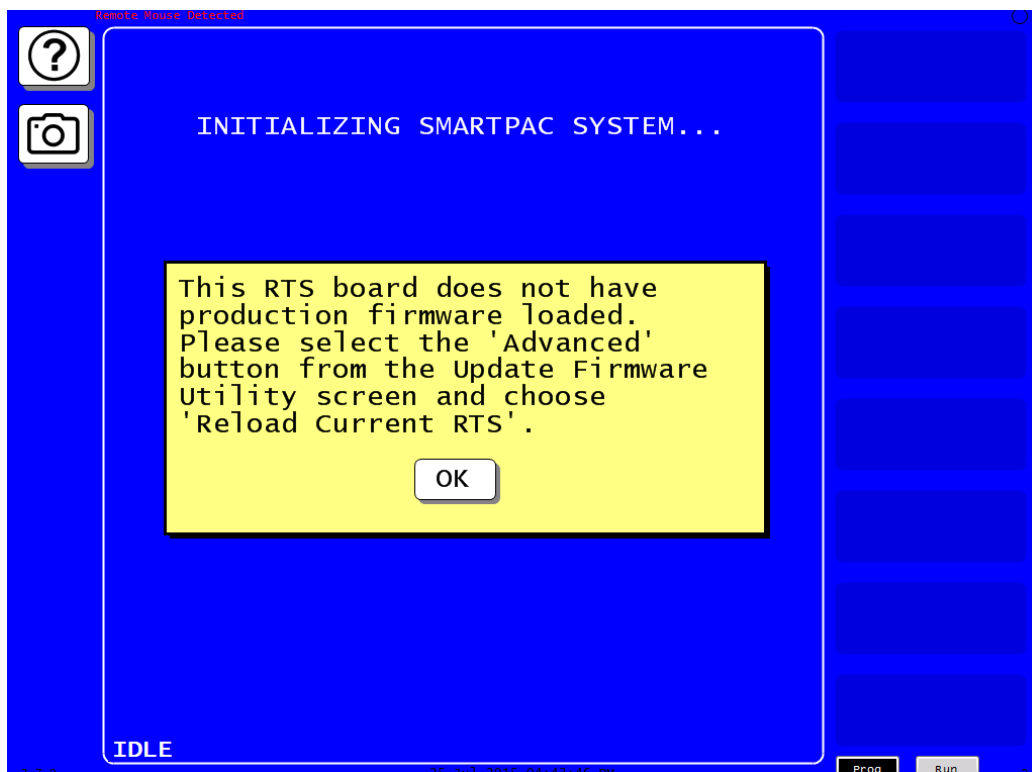 Remote Mouse Detected
?
INITIALIZING SMARTPAC SYSTEM...
This RTS board does not have
production firmware loaded.
Please select the 'Advanced'
button from the Update Firmware
Utility screen and choose
'Reload Current RTS'.
OK
IDLE
Prog
Run